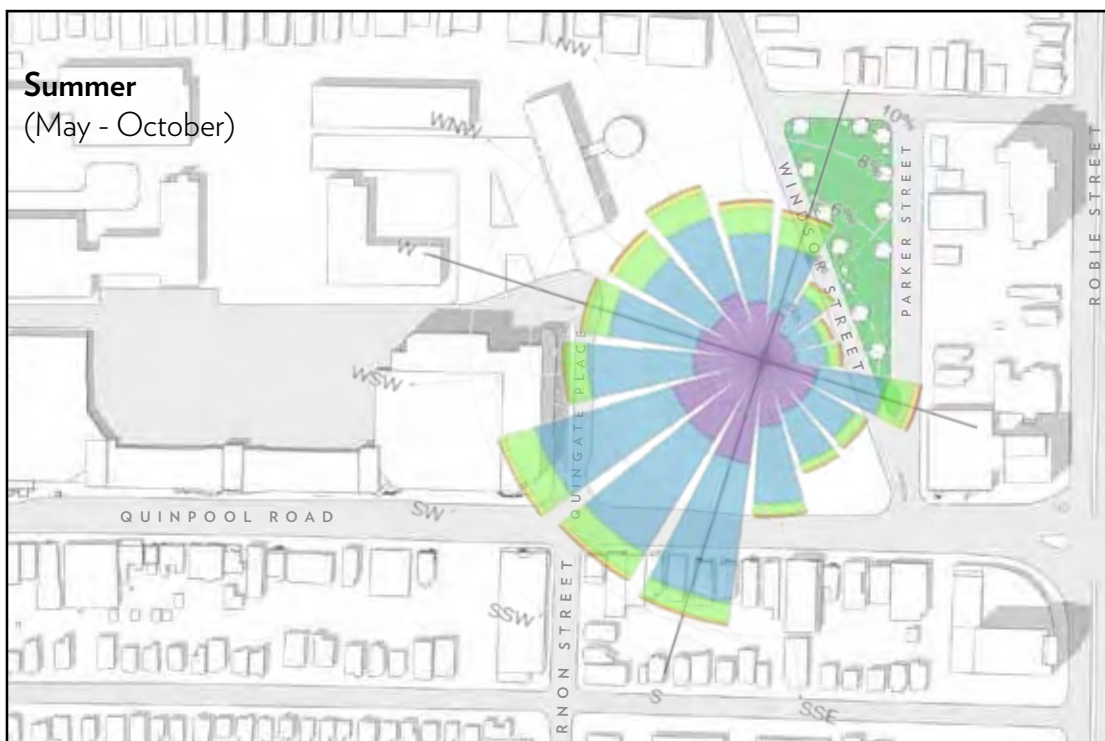 Summer
(May - October)
NW
WNW
W
WSW
SW
SSW
S
SSE
10%
8%
6%
WINDSOR STREET
PARKER STREET
ROBIE STREET
QUINGATE PLACE
QUINPOOL ROAD
RNON STREET